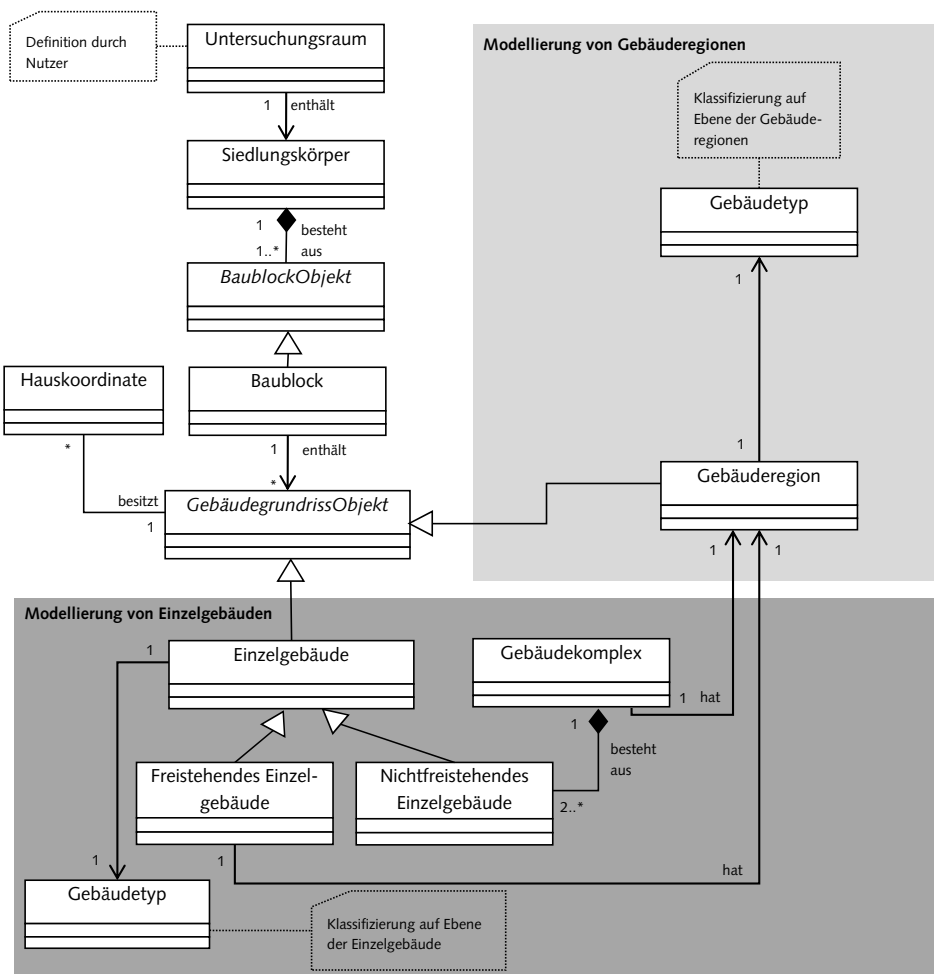 Definition durch
Nutzer
Untersuchungsraum
1 enthält
Siedlungskörper
1
besteht
1..*
aus
BaublockObjekt
Hauskoordinate
Baublock
*
1 enthält
*
besitzt
1
GebäudegrundrissObjekt
Modellierung von Gebäuderegionen
Klassifizierung auf
Ebene der Gebäude-
regionen
Gebäudetyp
1
1
Gebäuderegion
1
1
Modellierung von Einzelgebäuden
1
Einzelgebäude
Gebäudekomplex
1 hat
1
besteht
aus
2..*
Freistehendes Einzel-
gebäude
Nichtfreistehendes
Einzelgebäude
1
1
hat
Gebäudetyp
Klassifizierung auf Ebene
der Einzelgebäude